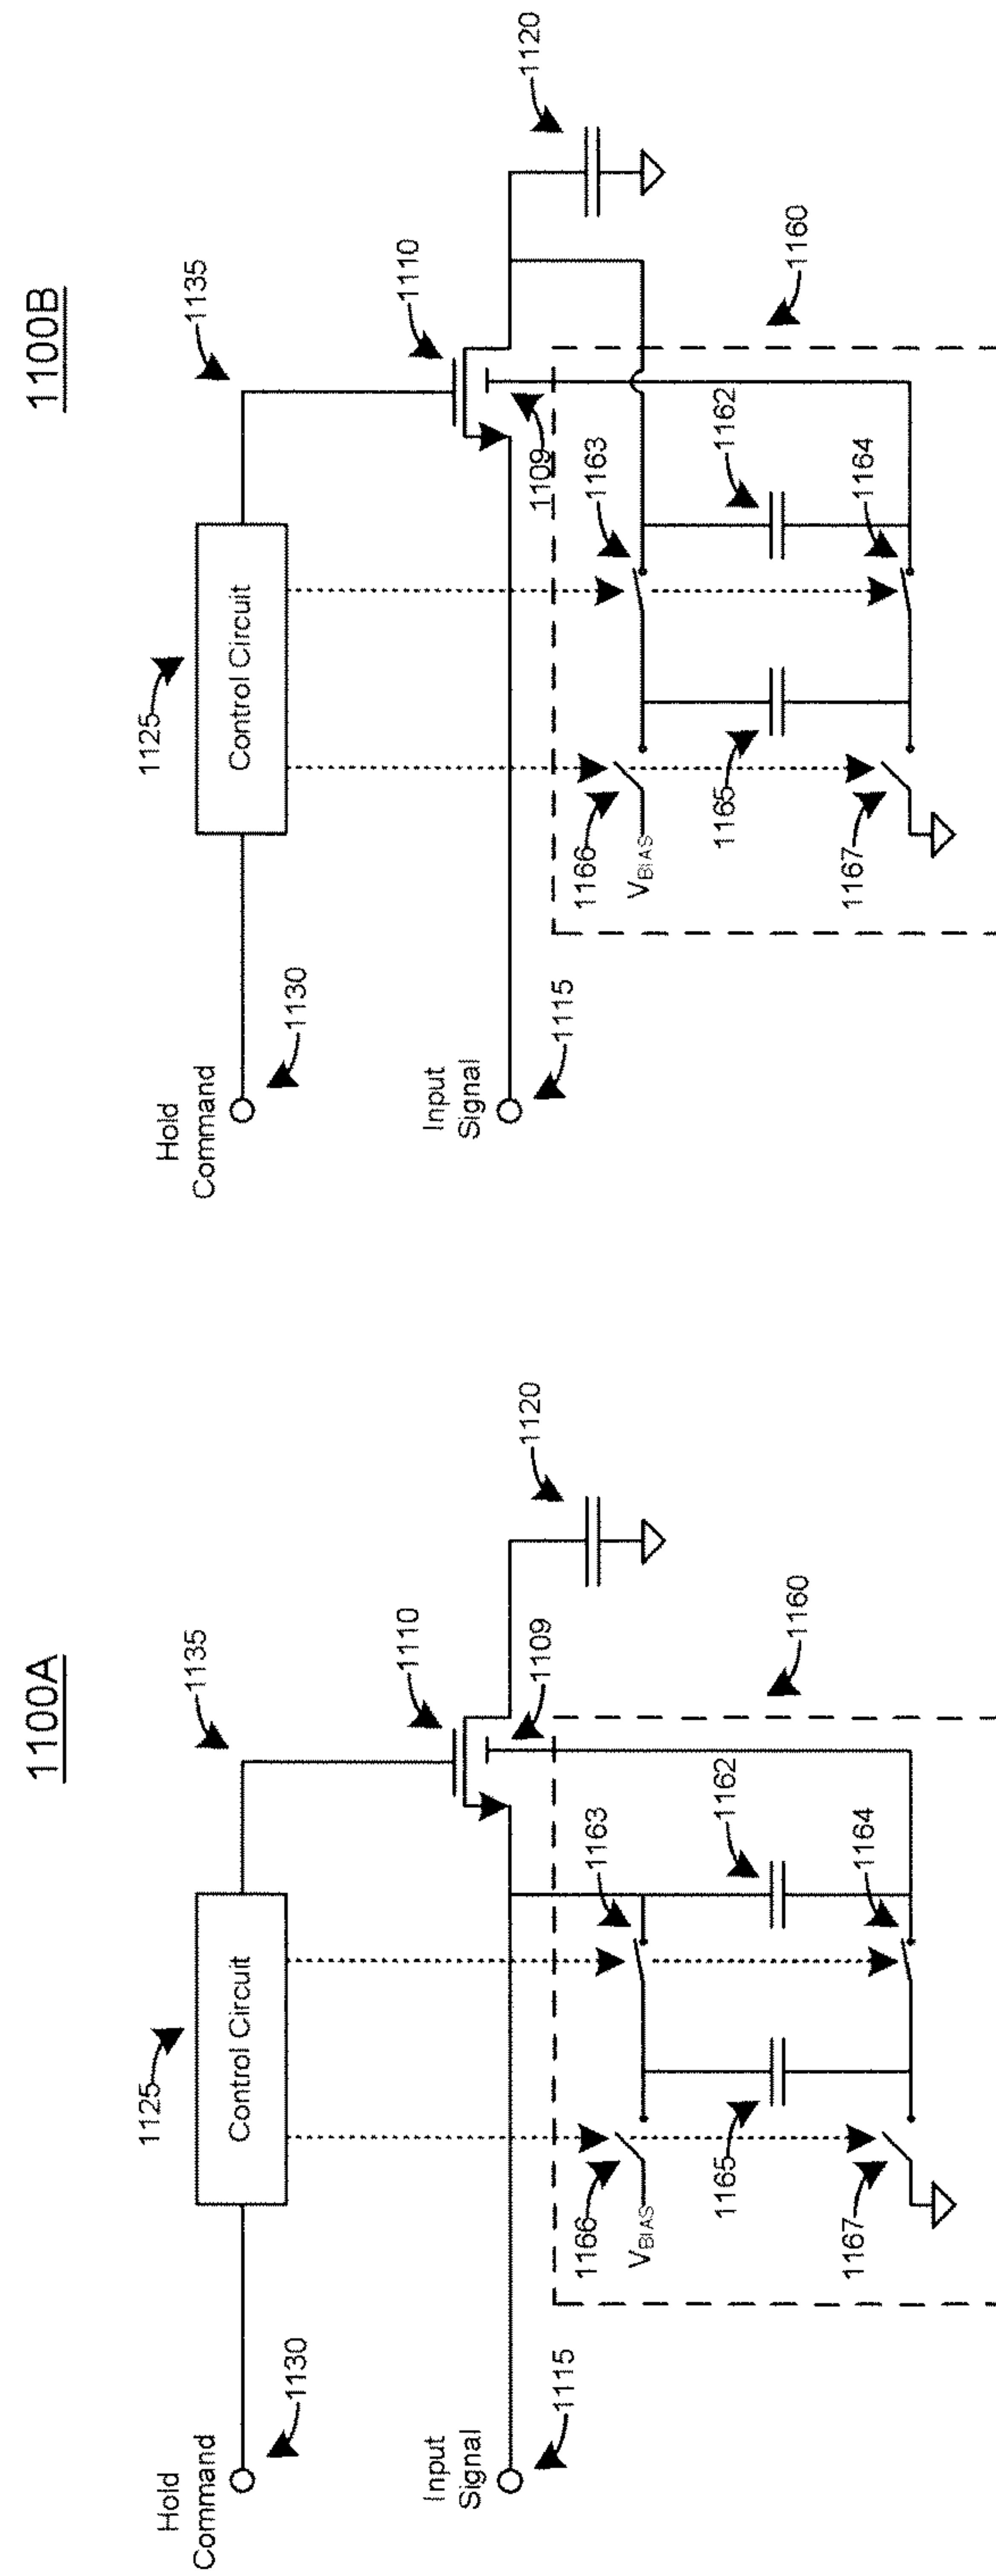 1100A
Hold
Command
1130
1125
Control Circuit
1135
1110
1109
Input
Signal
1115
1120
1160
1163
1162
1164
1165
1166
VBIAS
1167
1100B
Hold
Command
1130
1125
Control Circuit
1135
1110
1109
Input
Signal
1115
1120
1160
1163
1162
1164
1165
1166
VBIAS
1167